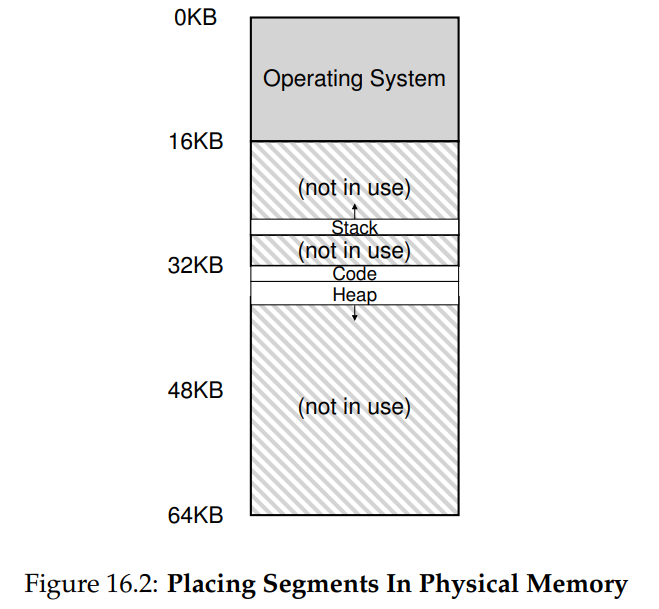 0KB
Operating System
16KB
(not in use)
Stack
(not in use)
32KB
Code
Heap
48KB
(not in use)
64KB
Figure 16.2: Placing Segments In Physical Memory